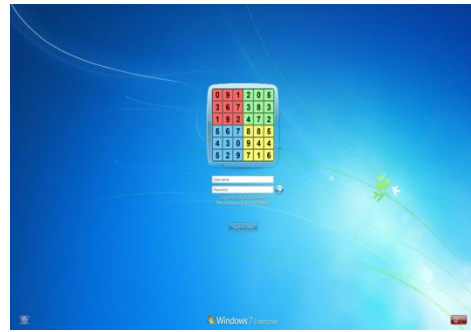 0 9 1 2 0 5
3 6 7 3 8 3
1 9 2 4 7 2
5 6 7 8 8 5
4 3 0 9 4 4
5 2 9 7 1 6
User name
Password
Windows 7 Enterprise